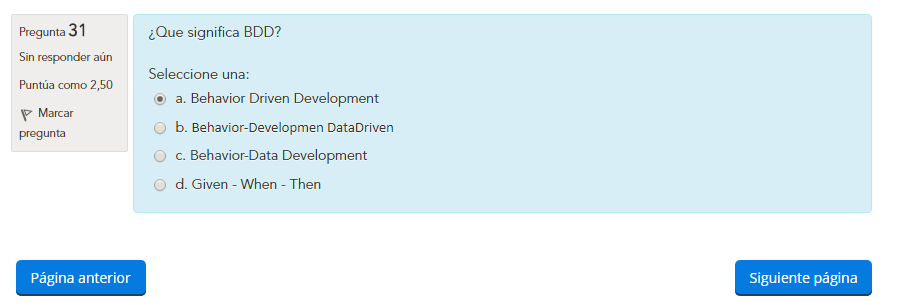 Pregunta 31
Sin responder aún
Puntúa como 2,50
Marcar
pregunta
¿Que significa BDD?
Seleccione una:
a. Behavior Driven Development
b. Behavior-Developmen DataDriven
c. Behavior-Data Development
d. Given - When - Then
Página anterior
Siguiente página